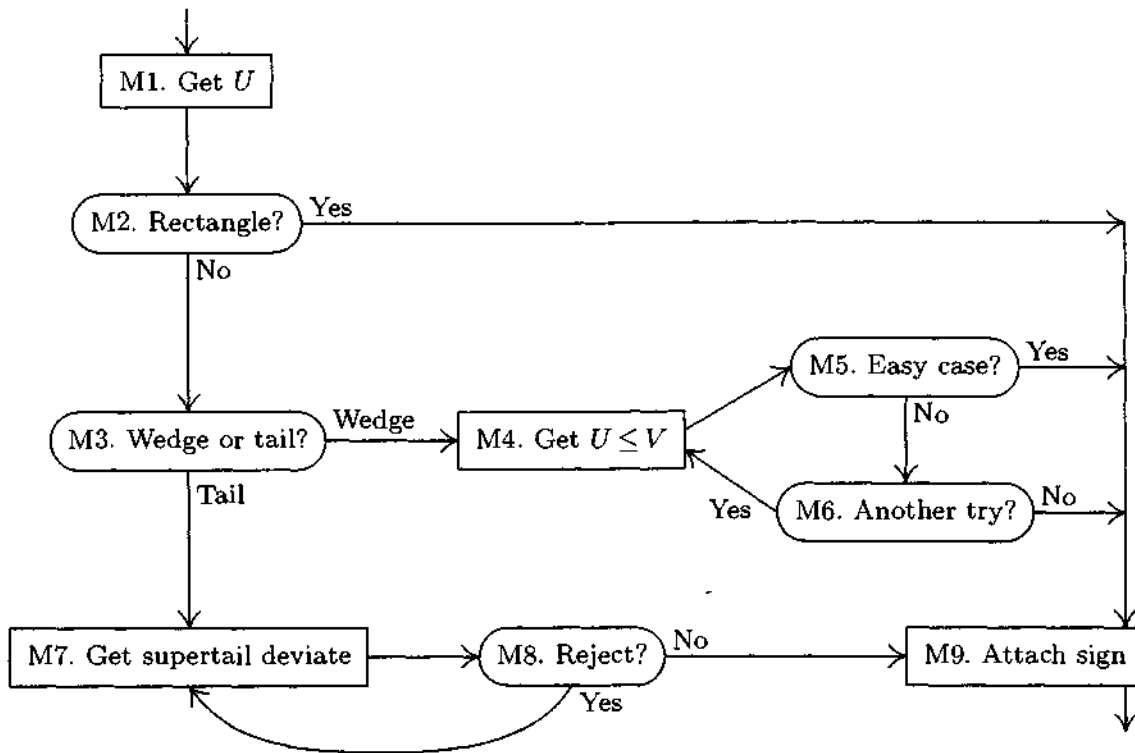 M1. Get U
M2. Rectangle?
Yes
No
M5. Easy case?
Yes
No
M3. Wedge or tail?
Wedge
M4. Get U ≤ V
Tail
Yes
M6. Another try?
No
M7. Get supertail deviate
M8. Reject?
No
Yes
M9. Attach sign